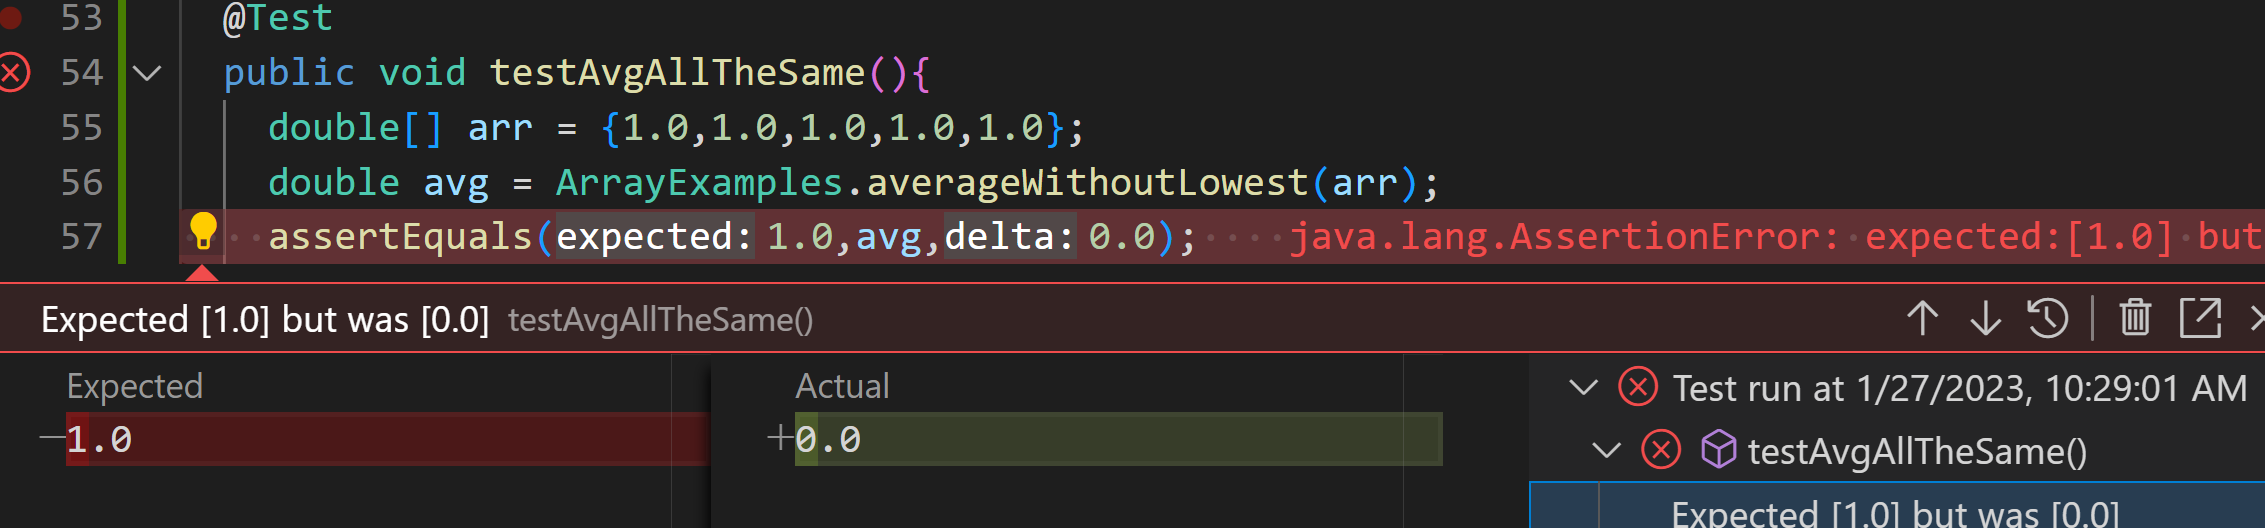 53 @Test
54 public void testAvgAllTheSame(){
55 double[] arr = {1.0,1.0,1.0,1.0,1.0};
56 double avg = ArrayExamples.averageWithoutLowest(arr);
57 assertEquals(expected: 1.0,avg,delta: 0.0); java.lang.AssertionError: expected:[1.0] but
Expected [1.0] but was [0.0] testAvgAllTheSame()
Expected Actual
1.0 0.0
Test run at 1/27/2023, 10:29:01 AM
testAvgAllTheSame()
Expected [1.0] but was [0.0]